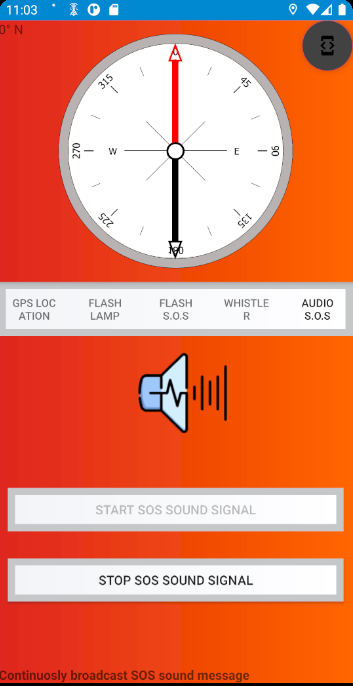 11:03
0° N
0
45
90
135
180
225
270
315
W
E
GPS LOC
ATION
FLASH
LAMP
FLASH
S.O.S
WHISTLE
R
AUDIO
S.O.S
START SOS SOUND SIGNAL
STOP SOS SOUND SIGNAL
Continuosly broadcast SOS sound message